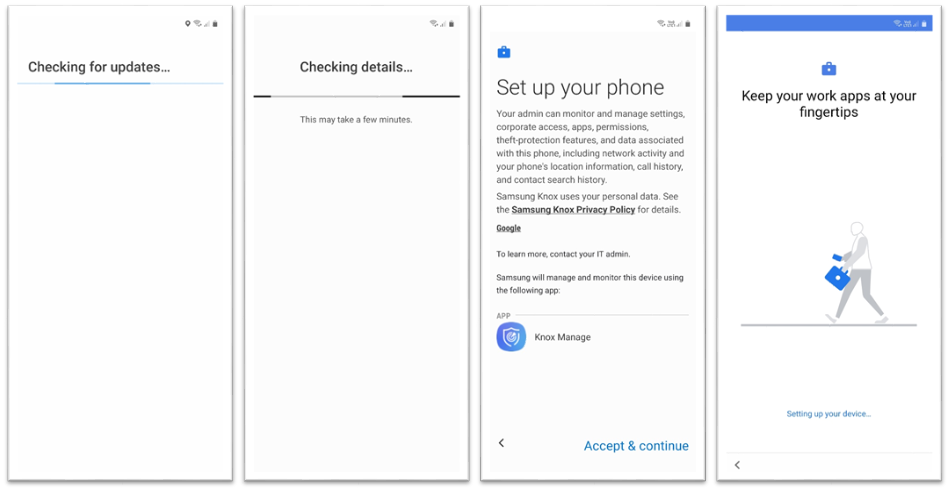 Checking for updates...
Checking details...
This may take a few minutes.
Set up your phone
Your admin can monitor and manage settings,
corporate access, apps, permissions,
theft-protection features, and data associated
with this phone, including network activity and
your phone's location information, call history,
and contact search history.
Samsung Knox uses your personal data. See
the Samsung Knox Privacy Policy for details.
Google
To learn more, contact your IT admin.
Samsung will manage and monitor this device using
the following app:
APP
Knox Manage
Accept & continue
Keep your work apps at your
fingertips
Setting up your device...